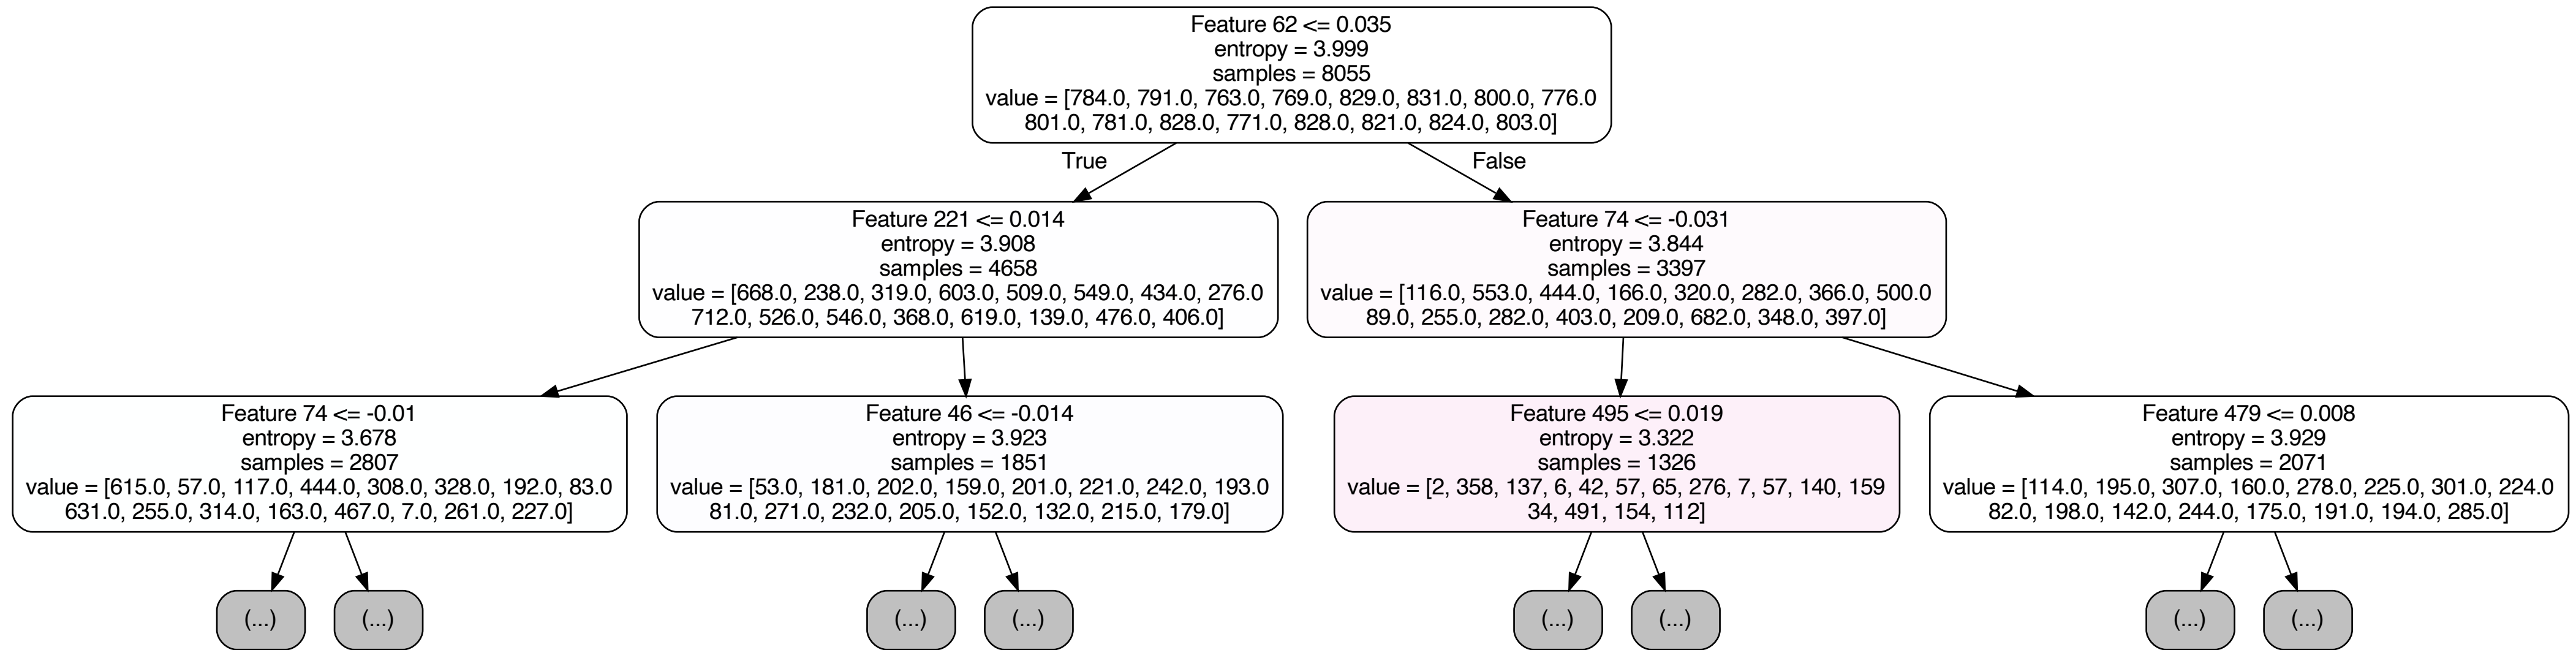 Feature 62 <= 0.035
entropy = 3.999
samples = 8055
value = [784.0, 791.0, 763.0, 769.0, 829.0, 831.0, 800.0, 776.0
801.0, 781.0, 828.0, 771.0, 828.0, 821.0, 824.0, 803.0]
True
False
Feature 221 <= 0.014
entropy = 3.908
samples = 4658
value = [668.0, 238.0, 319.0, 603.0, 509.0, 549.0, 434.0, 276.0
712.0, 526.0, 546.0, 368.0, 619.0, 139.0, 476.0, 406.0]
Feature 74 <= -0.031
entropy = 3.844
samples = 3397
value = [116.0, 553.0, 444.0, 166.0, 320.0, 282.0, 366.0, 500.0
89.0, 255.0, 282.0, 403.0, 209.0, 682.0, 348.0, 397.0]
Feature 74 <= -0.01
entropy = 3.678
samples = 2807
value = [615.0, 57.0, 117.0, 444.0, 308.0, 328.0, 192.0, 83.0
631.0, 255.0, 314.0, 163.0, 467.0, 7.0, 261.0, 227.0]
Feature 46 <= -0.014
entropy = 3.923
samples = 1851
value = [53.0, 181.0, 202.0, 159.0, 201.0, 221.0, 242.0, 193.0
81.0, 271.0, 232.0, 205.0, 152.0, 132.0, 215.0, 179.0]
Feature 495 <= 0.019
entropy = 3.322
samples = 1326
value = [2, 358, 137, 6, 42, 57, 65, 276, 7, 57, 140, 159
34, 491, 154, 112]
Feature 479 <= 0.008
entropy = 3.929
samples = 2071
value = [114.0, 195.0, 307.0, 160.0, 278.0, 225.0, 301.0, 224.0
82.0, 198.0, 142.0, 244.0, 175.0, 191.0, 194.0, 285.0]
(...)
(...)
(...)
(...)
(...)
(...)
(...)
(...)